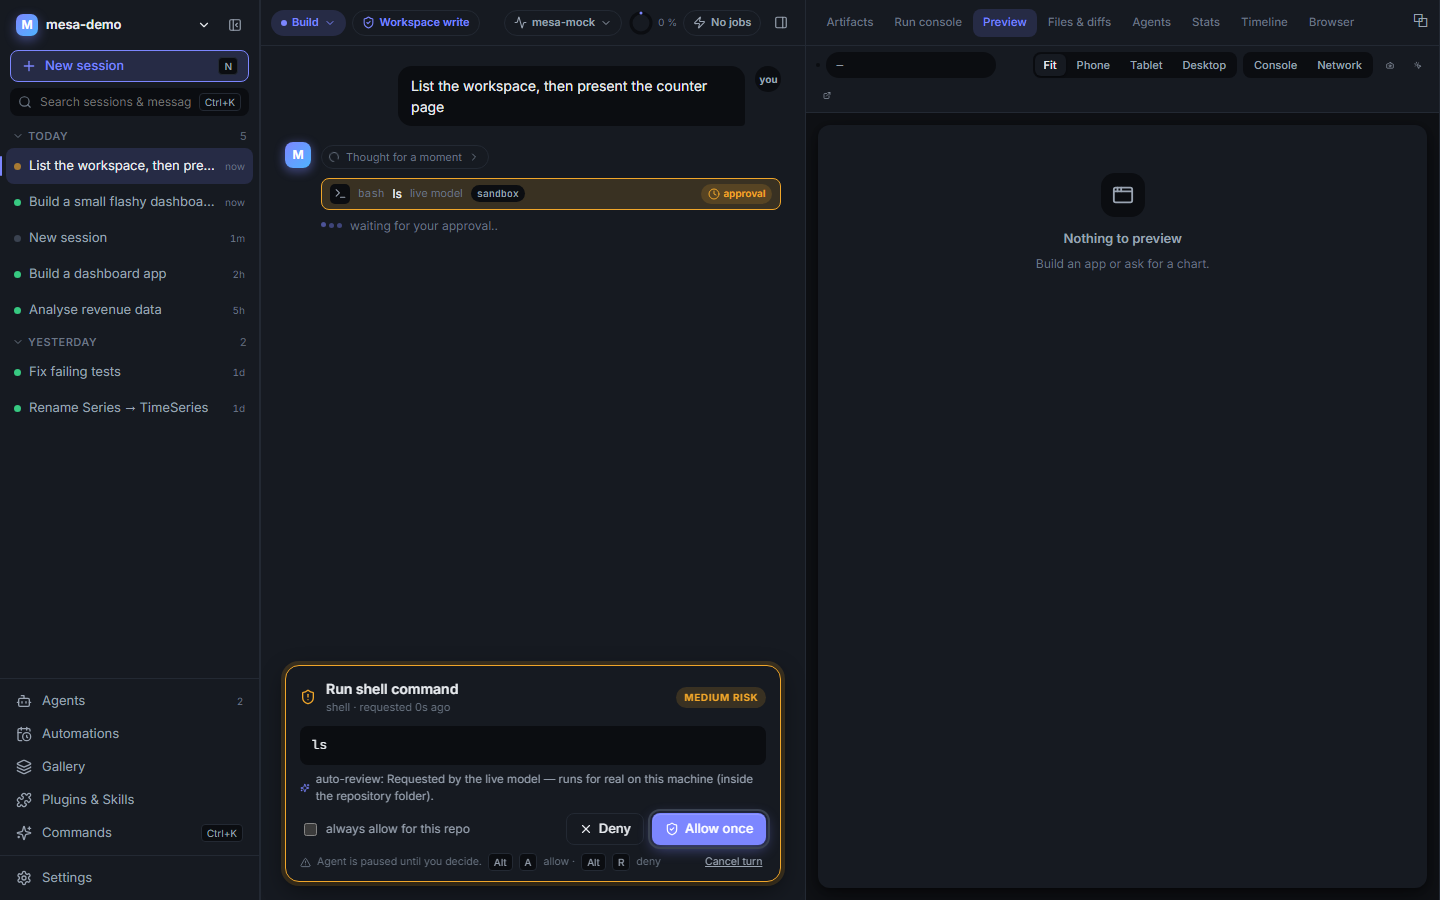 M mesa-demo
New session N
Search sessions & messag Ctrl+K
TODAY 5
List the workspace, then pre... now
Build a small flashy dashboa... now
New session 1m
Build a dashboard app 2h
Analyse revenue data 5h
YESTERDAY 2
Fix failing tests 1d
Rename Series → TimeSeries 1d
Agents 2
Automations
Gallery
Plugins & Skills
Commands Ctrl+K
Settings
Build Workspace write mesa-mock 0 % No jobs
List the workspace, then present the counter
page
you
M Thought for a moment
bash ls live model sandbox approval
waiting for your approval..
Run shell command
shell · requested 0s ago
MEDIUM RISK
ls
auto-review: Requested by the live model — runs for real on this machine (inside
the repository folder).
always allow for this repo Deny Allow once
Agent is paused until you decide. Alt A allow · Alt R deny Cancel turn
Artifacts Run console Preview Files & diffs Agents Stats Timeline Browser
— Fit Phone Tablet Desktop Console Network
Nothing to preview
Build an app or ask for a chart.